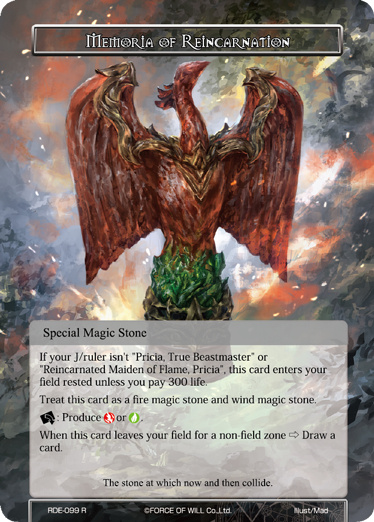 Memoria of Reincarnation
Special Magic Stone
If your J/ruler isn't "Pricia, True Beastmaster" or
"Reincarnated Maiden of Flame, Pricia", this card enters your
field rested unless you pay 300 life.
Treat this card as a fire magic stone and wind magic stone.
: Produce or .
When this card leaves your field for a non-field zone ⇨ Draw a
card.
The stone at which now and then collide.
RDE-099 R ©FORCE OF WILL Co.,Ltd. Illust/Mad